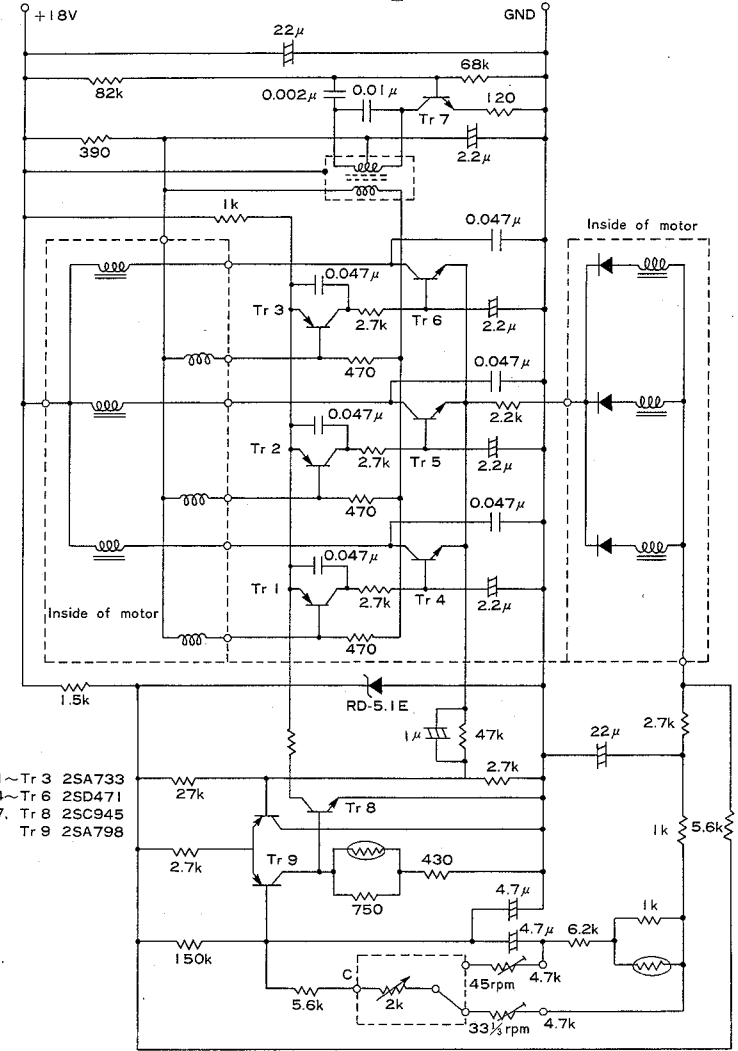 +18V
GND
22μ
68k
82k
0.002μ
0.01μ
Tr 7
120
390
2.2μ
1k
0.047μ
Inside of motor
0.047μ
Tr 3
2.7k
Tr 6
2.2μ
470
0.047μ
0.047μ
2.2k
Tr 2
2.7k
Tr 5
2.2μ
470
0.047μ
0.047μ
Tr 1
2.7k
Tr 4
2.2μ
Inside of motor
470
1.5k
RD-5.1E
1μ
47k
22μ
2.7k
2.7k
~Tr 3 2SA733
~Tr 6 2SD471
Tr 8 2SC945
Tr 9 2SA798
27k
Tr 8
1k
5.6k
2.7k
Tr 9
430
750
4.7μ
1k
4.7μ
6.2k
150k
C
45rpm
4.7k
5.6k
2k
33⅓rpm
4.7k